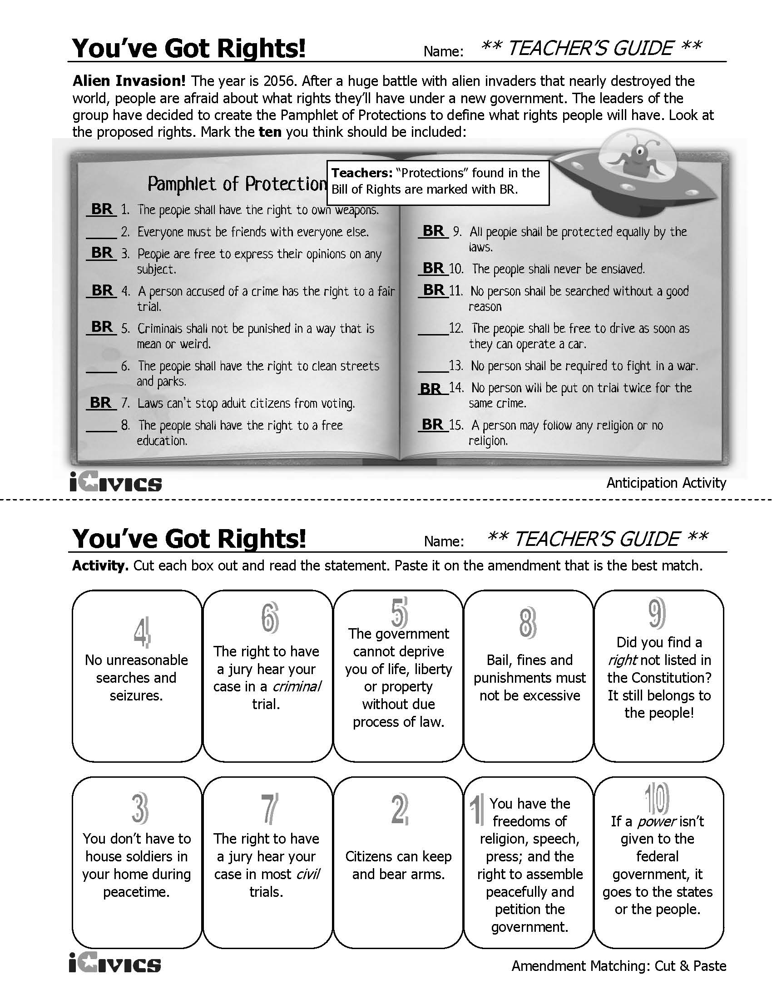 You've Got Rights!
Name: ** TEACHER'S GUIDE **
Alien Invasion! The year is 2056. After a huge battle with alien invaders that nearly destroyed the
world, people are afraid about what rights they'll have under a new government. The leaders of the
group have decided to create the Pamphlet of Protections to define what rights people will have. Look at
the proposed rights. Mark the ten you think should be included:
Pamphlet of Protection
Teachers: "Protections" found in the
Bill of Rights are marked with BR.
BR 1. The people shall have the right to own weapons.
____ 2. Everyone must be friends with everyone else.
BR 3. People are free to express their opinions on any
subject.
BR 4. A person accused of a crime has the right to a fair
trial.
BR 5. Criminals shall not be punished in a way that is
mean or weird.
____ 6. The people shall have the right to clean streets
and parks.
BR 7. Laws can't stop adult citizens from voting.
____ 8. The people shall have the right to a free
education.
BR 9. All people shall be protected equally by the
laws.
BR 10. The people shall never be enslaved.
BR 11. No person shall be searched without a good
reason
____12. The people shall be free to drive as soon as
they can operate a car.
____13. No person shall be required to fight in a war.
BR 14. No person will be put on trial twice for the
same crime.
BR 15. A person may follow any religion or no
religion.
iCivics
Anticipation Activity
You've Got Rights!
Name: ** TEACHER'S GUIDE **
Activity. Cut each box out and read the statement. Paste it on the amendment that is the best match.
4
No unreasonable
searches and
seizures.
6
The right to have
a jury hear your
case in a criminal
trial.
5
The government
cannot deprive
you of life, liberty
or property
without due
process of law.
8
Bail, fines and
punishments must
not be excessive
9
Did you find a
right not listed in
the Constitution?
It still belongs to
the people!
3
You don't have to
house soldiers in
your home during
peacetime.
7
The right to have
a jury hear your
case in most civil
trials.
2
Citizens can keep
and bear arms.
1
You have the
freedoms of
religion, speech,
press; and the
right to assemble
peacefully and
petition the
government.
10
If a power isn't
given to the
federal
government, it
goes to the states
or the people.
iCivics
Amendment Matching: Cut & Paste